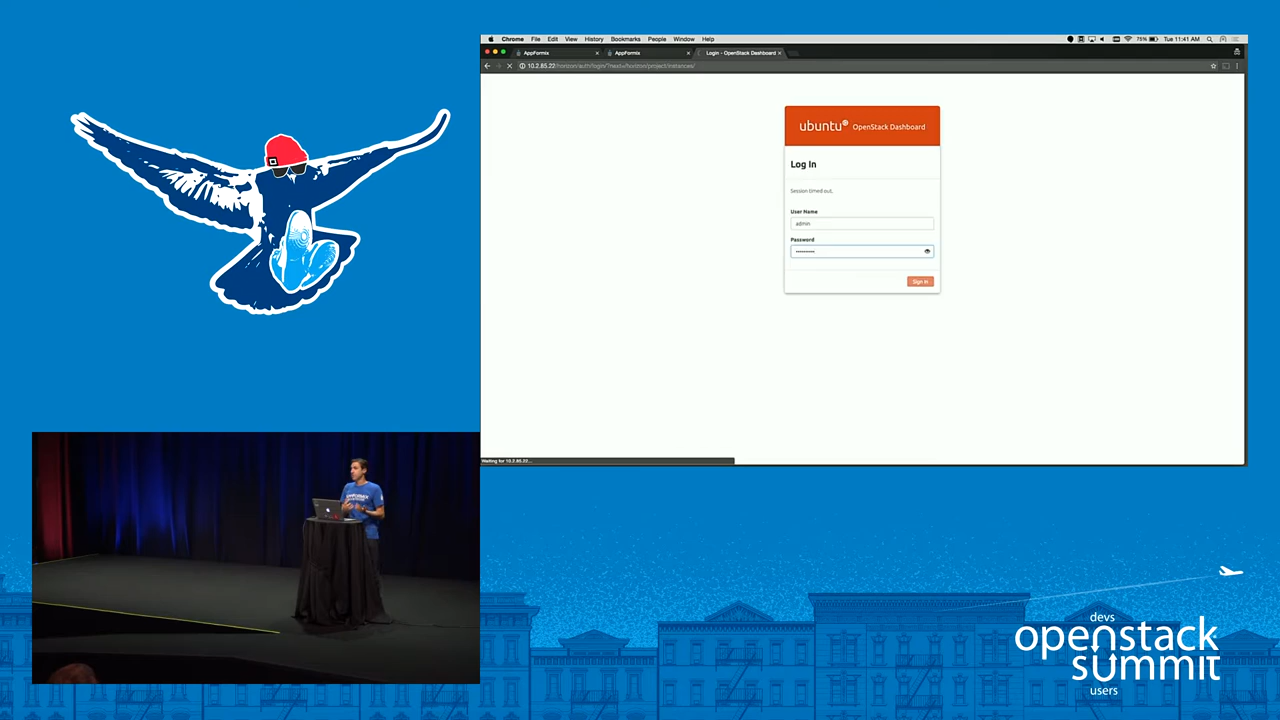 Chrome File Edit View History Bookmarks People Window Help 75% Tue 11:41 AM
AppFormix AppFormix Login - OpenStack Dashboard
10.2.85.22/horizon/auth/login/?next=/horizon/project/instances/
ubuntu® OpenStack Dashboard
Log In
Session timed out.
User Name
admin
Password
Sign In
Waiting for 10.2.85.22...
APPFORMIX
devs
openstack
summit
users